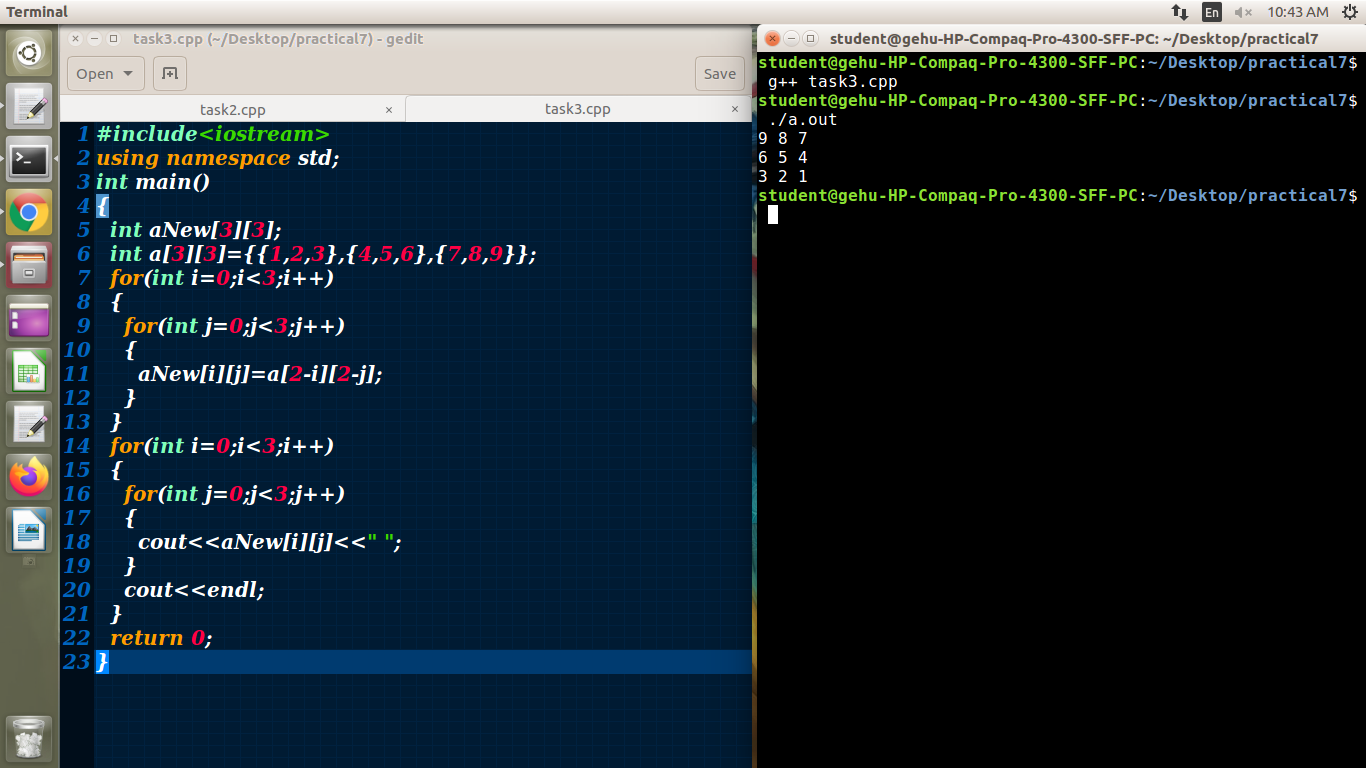 Terminal
En
10:43 AM
task3.cpp (~/Desktop/practical7) - gedit
Open
Save
task2.cpp
task3.cpp
1 #include<iostream>
2 using namespace std;
3 int main()
4 {
5 int aNew[3][3];
6 int a[3][3]={{1,2,3},{4,5,6},{7,8,9}};
7 for(int i=0;i<3;i++)
8 {
9 for(int j=0;j<3;j++)
10 {
11 aNew[i][j]=a[2-i][2-j];
12 }
13 }
14 for(int i=0;i<3;i++)
15 {
16 for(int j=0;j<3;j++)
17 {
18 cout<<aNew[i][j]<<" ";
19 }
20 cout<<endl;
21 }
22 return 0;
23 }
student@gehu-HP-Compaq-Pro-4300-SFF-PC: ~/Desktop/practical7
student@gehu-HP-Compaq-Pro-4300-SFF-PC:~/Desktop/practical7$
g++ task3.cpp
student@gehu-HP-Compaq-Pro-4300-SFF-PC:~/Desktop/practical7$
./a.out
9 8 7
6 5 4
3 2 1
student@gehu-HP-Compaq-Pro-4300-SFF-PC:~/Desktop/practical7$